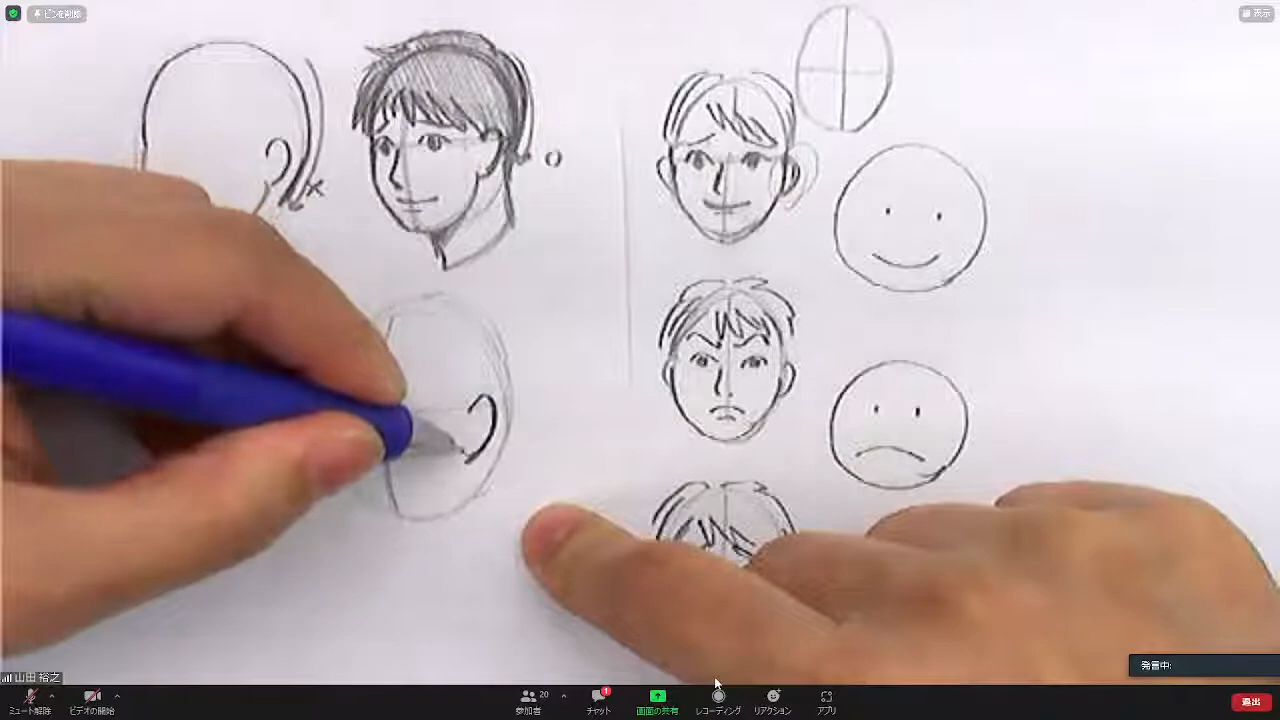 ピンを削除
表示
x
o
山田 裕之
発言中:
ミュート解除
ビデオの開始
20
参加者
1
チャット
画面の共有
レコーディング
リアクション
アプリ
退出